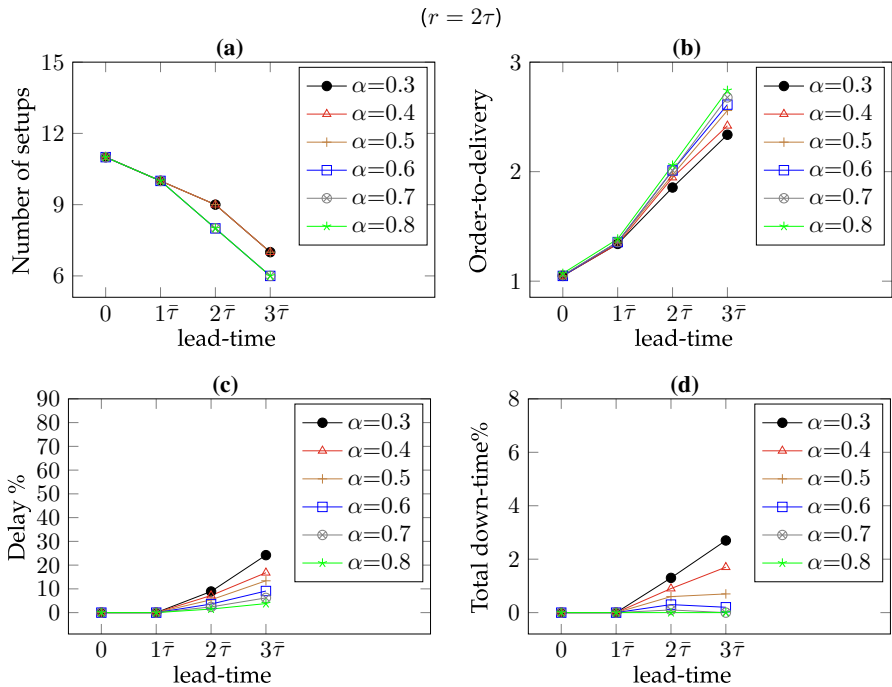 (r = 2τ)
(a)
Number of setups
15
12
9
6
0 1τ̄ 2τ̄ 3τ̄
lead-time
α=0.3
α=0.4
α=0.5
α=0.6
α=0.7
α=0.8
(b)
Order-to-delivery
3
2
1
0 1τ̄ 2τ̄ 3τ̄
lead-time
α=0.3
α=0.4
α=0.5
α=0.6
α=0.7
α=0.8
(c)
Delay %
90
80
70
60
50
40
30
20
10
0
0 1τ̄ 2τ̄ 3τ̄
lead-time
α=0.3
α=0.4
α=0.5
α=0.6
α=0.7
α=0.8
(d)
Total down-time%
8
6
4
2
0
0 1τ̄ 2τ̄ 3τ̄
lead-time
α=0.3
α=0.4
α=0.5
α=0.6
α=0.7
α=0.8